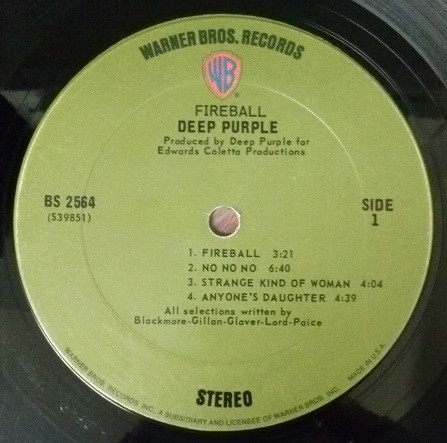 WARNER BROS. RECORDS
WB
®
FIREBALL
DEEP PURPLE
Produced by Deep Purple for
Edwards Coletta Productions
BS 2564
(S39851)
SIDE
1
1. FIREBALL 3:21
2. NO NO NO 6:40
3. STRANGE KIND OF WOMAN 4:04
4. ANYONE'S DAUGHTER 4:39
All selections written by
Blackmore-Gillan-Glover-Lord-Paice
STEREO
WARNER BROS. RECORDS INC., A SUBSIDIARY AND LICENSEE OF WARNER BROS. INC. MADE IN U.S.A.